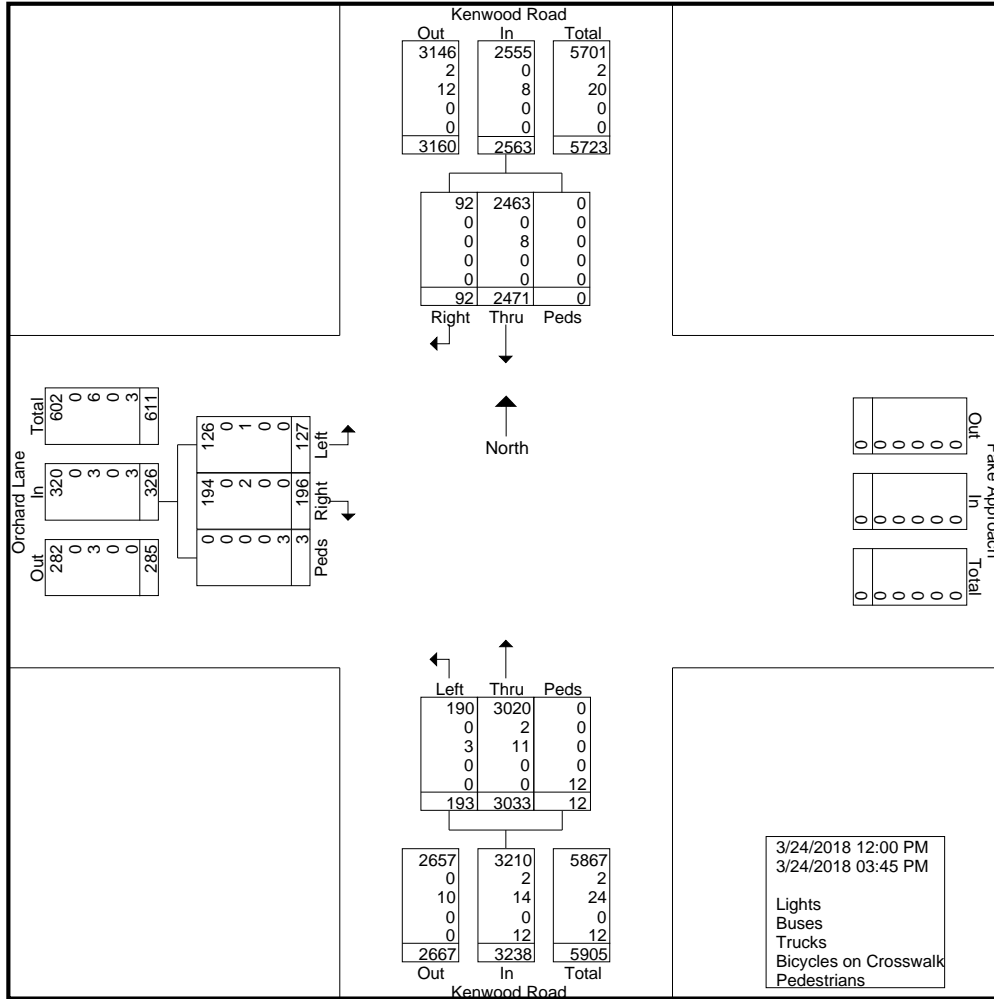 Kenwood Road
Out In Total
3146 2555 5701
2 0 2
12 8 20
0 0 0
0 0 0
3160 2563 5723
92 2463 0
0 0 0
0 8 0
0 0 0
0 0 0
92 2471 0
Right Thru Peds
North
Orchard Lane
Total
602 0 6 0 3 611
In
320 0 3 0 3 326
Out
282 0 3 0 0 285
126 0 1 0 0 127
Left
194 0 2 0 0 196
Right
0 0 0 0 3 3
Peds
Fake Approach
Out
0 0 0 0 0 0
In
0 0 0 0 0 0
Total
0 0 0 0 0 0
Left Thru Peds
190 3020 0
0 2 0
3 11 0
0 0 0
0 0 12
193 3033 12
2657 3210 5867
0 2 2
10 14 24
0 0 0
0 12 12
2667 3238 5905
Out In Total
Kenwood Road
3/24/2018 12:00 PM
3/24/2018 03:45 PM
Lights
Buses
Trucks
Bicycles on Crosswalk
Pedestrians